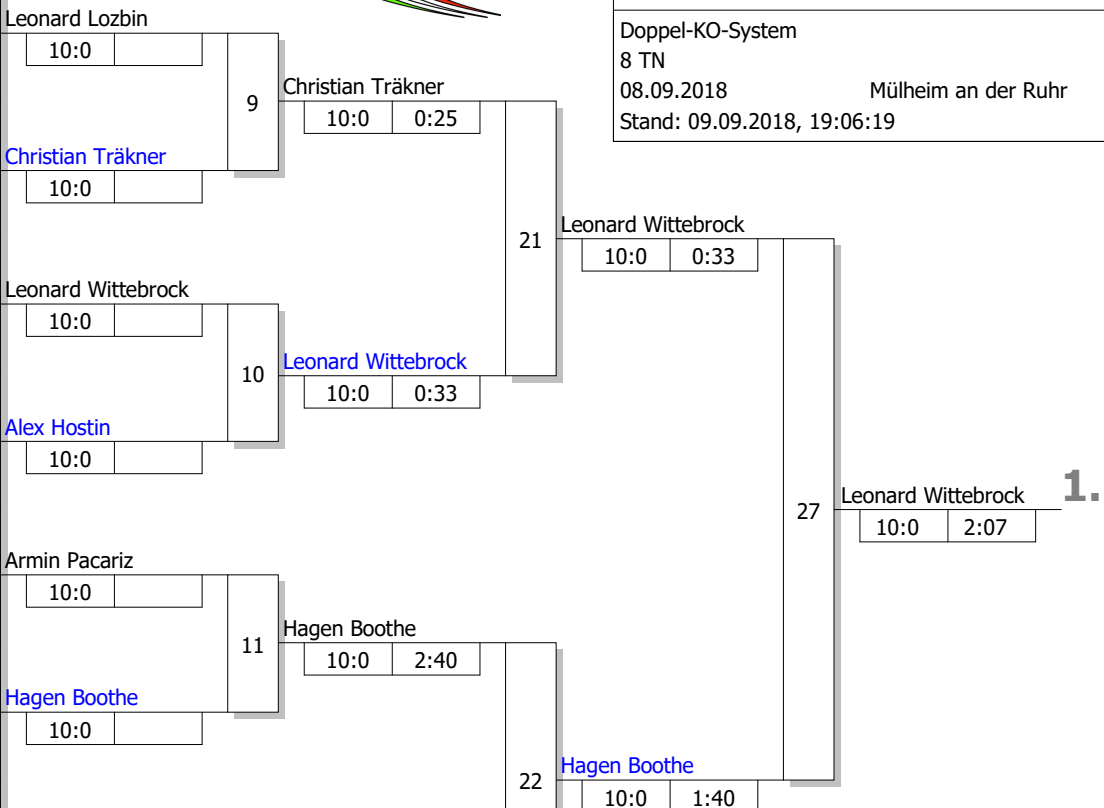 Leonard Lozbin
10:0
Doppel-KO-System
8 TN
08.09.2018 Mülheim an der Ruhr
Stand: 09.09.2018, 19:06:19
9
Christian Träkner
10:0 0:25
Christian Träkner
10:0
21
Leonard Wittebrock
10:0 0:33
Leonard Wittebrock
10:0
10
Leonard Wittebrock
10:0 0:33
Alex Hostin
10:0
27
Leonard Wittebrock 1.
10:0 2:07
Armin Pacariz
10:0
11
Hagen Boothe
10:0 2:40
Hagen Boothe
10:0
22
Hagen Boothe
10:0 1:40